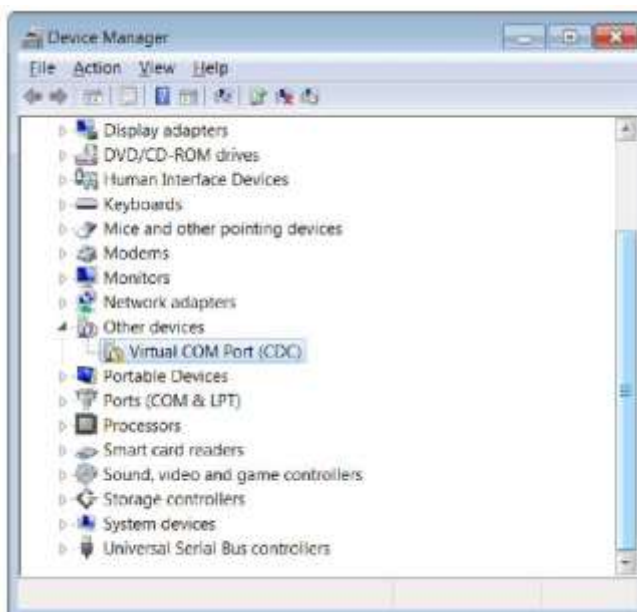 Device Manager
File Action View Help
Display adapters
DVD/CD-ROM drives
Human Interface Devices
Keyboards
Mice and other pointing devices
Modems
Monitors
Network adapters
Other devices
Virtual COM Port (CDC)
Portable Devices
Ports (COM & LPT)
Processors
Smart card readers
Sound, video and game controllers
Storage controllers
System devices
Universal Serial Bus controllers